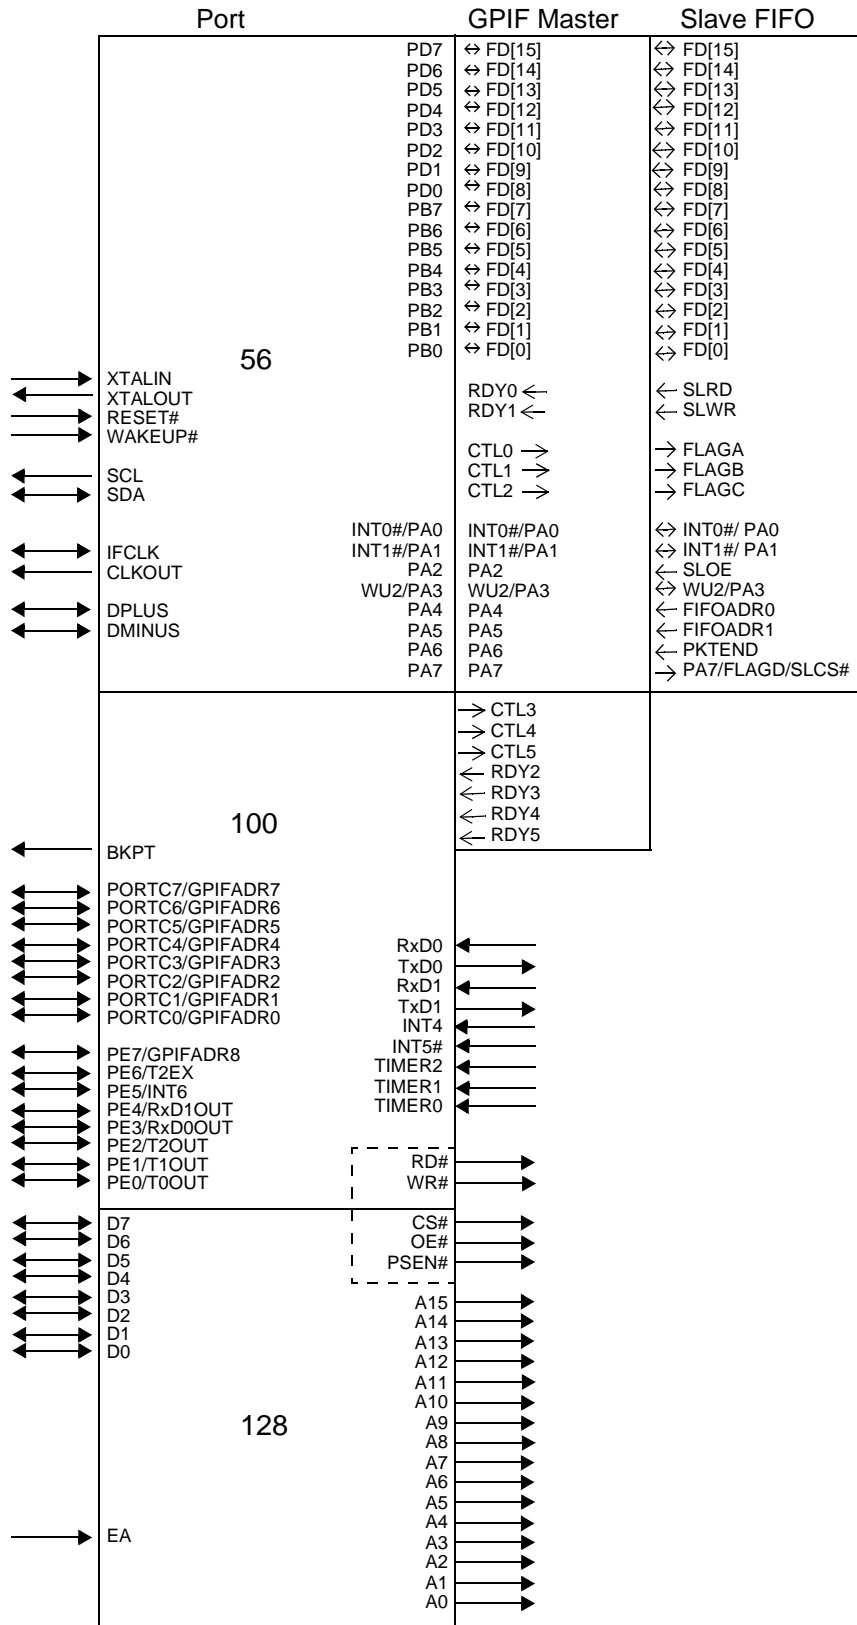 Port GPIF Master Slave FIFO
PD7 FD[15] FD[15]
PD6 FD[14] FD[14]
PD5 FD[13] FD[13]
PD4 FD[12] FD[12]
PD3 FD[11] FD[11]
PD2 FD[10] FD[10]
PD1 FD[9] FD[9]
PD0 FD[8] FD[8]
PB7 FD[7] FD[7]
PB6 FD[6] FD[6]
PB5 FD[5] FD[5]
PB4 FD[4] FD[4]
PB3 FD[3] FD[3]
PB2 FD[2] FD[2]
PB1 FD[1] FD[1]
PB0 FD[0] FD[0]
56
XTALIN
XTALOUT
RESET#
WAKEUP#
SCL
SDA
IFCLK
CLKOUT
DPLUS
DMINUS
RDY0 SLRD
RDY1 SLWR
CTL0 FLAGA
CTL1 FLAGB
CTL2 FLAGC
INT0#/PA0 INT0#/PA0 INT0#/ PA0
INT1#/PA1 INT1#/PA1 INT1#/ PA1
PA2 PA2 SLOE
WU2/PA3 WU2/PA3 WU2/PA3
PA4 PA4 FIFOADR0
PA5 PA5 FIFOADR1
PA6 PA6 PKTEND
PA7 PA7 PA7/FLAGD/SLCS#
CTL3
CTL4
CTL5
RDY2
RDY3
RDY4
RDY5
100
BKPT
PORTC7/GPIFADR7
PORTC6/GPIFADR6
PORTC5/GPIFADR5
PORTC4/GPIFADR4
PORTC3/GPIFADR3
PORTC2/GPIFADR2
PORTC1/GPIFADR1
PORTC0/GPIFADR0
PE7/GPIFADR8
PE6/T2EX
PE5/INT6
PE4/RxD1OUT
PE3/RxD0OUT
PE2/T2OUT
PE1/T1OUT
PE0/T0OUT
RxD0
TxD0
RxD1
TxD1
INT4
INT5#
TIMER2
TIMER1
TIMER0
RD#
WR#
CS#
OE#
PSEN#
D7
D6
D5
D4
D3
D2
D1
D0
128
EA
A15
A14
A13
A12
A11
A10
A9
A8
A7
A6
A5
A4
A3
A2
A1
A0